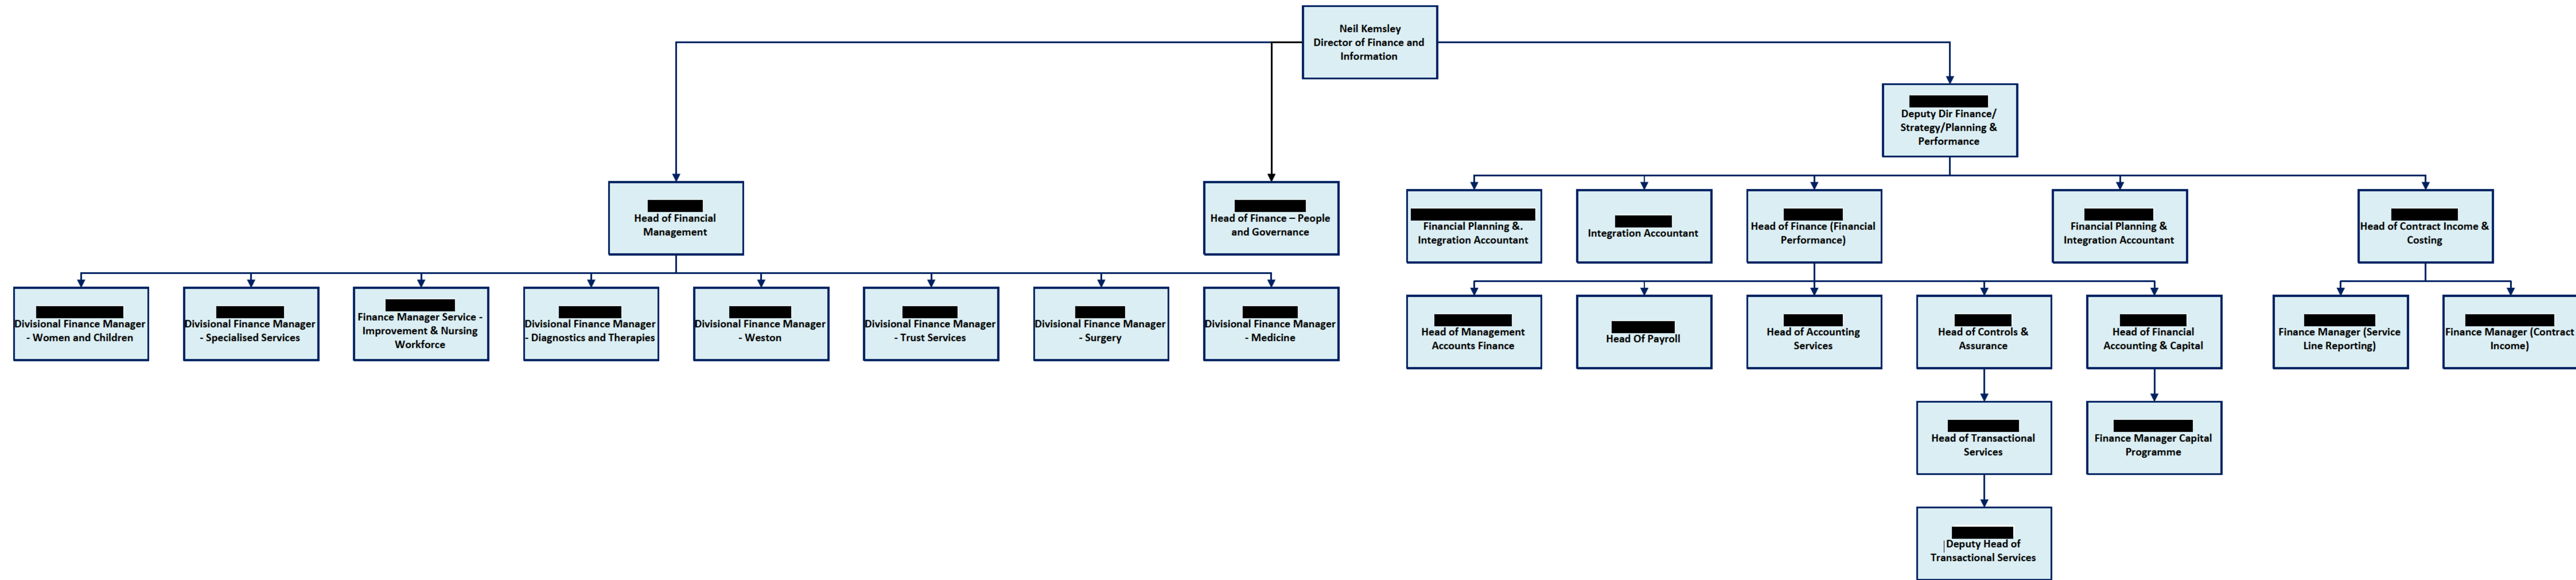 Neil Kemsley
Director of Finance and
Information
Deputy Dir Finance/
Strategy/Planning &
Performance
Head of Financial
Management
Head of Finance – People
and Governance
Financial Planning &.
Integration Accountant
Integration Accountant
Head of Finance (Financial
Performance)
Financial Planning &
Integration Accountant
Head of Contract Income &
Costing
Divisional Finance Manager
- Women and Children
Divisional Finance Manager
- Specialised Services
Finance Manager Service -
Improvement & Nursing
Workforce
Divisional Finance Manager
- Diagnostics and Therapies
Divisional Finance Manager
- Weston
Divisional Finance Manager
- Trust Services
Divisional Finance Manager
- Surgery
Divisional Finance Manager
- Medicine
Head of Management
Accounts Finance
Head Of Payroll
Head of Accounting
Services
Head of Controls &
Assurance
Head of Financial
Accounting & Capital
Finance Manager (Service
Line Reporting)
Finance Manager (Contract
Income)
Head of Transactional
Services
Finance Manager Capital
Programme
Deputy Head of
Transactional Services